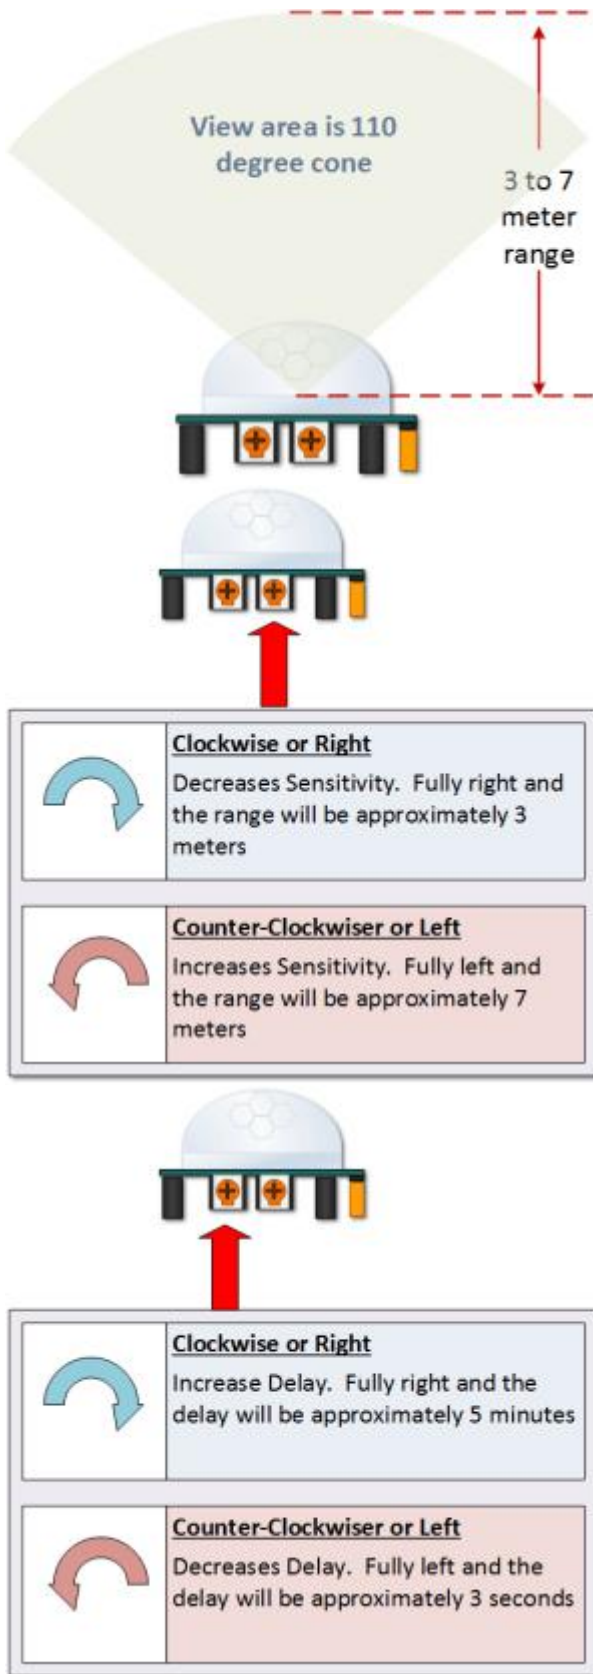 View area is 110
degree cone
3 to 7
meter
range
Clockwise or Right
Decreases Sensitivity.  Fully right and
the range will be approximately 3
meters
Counter-Clockwiser or Left
Increases Sensitivity.  Fully left and
the range will be approximately 7
meters
Clockwise or Right
Increase Delay.  Fully right and the
delay will be approximately 5 minutes
Counter-Clockwiser or Left
Decreases Delay.  Fully left and the
delay will be approximately 3 seconds